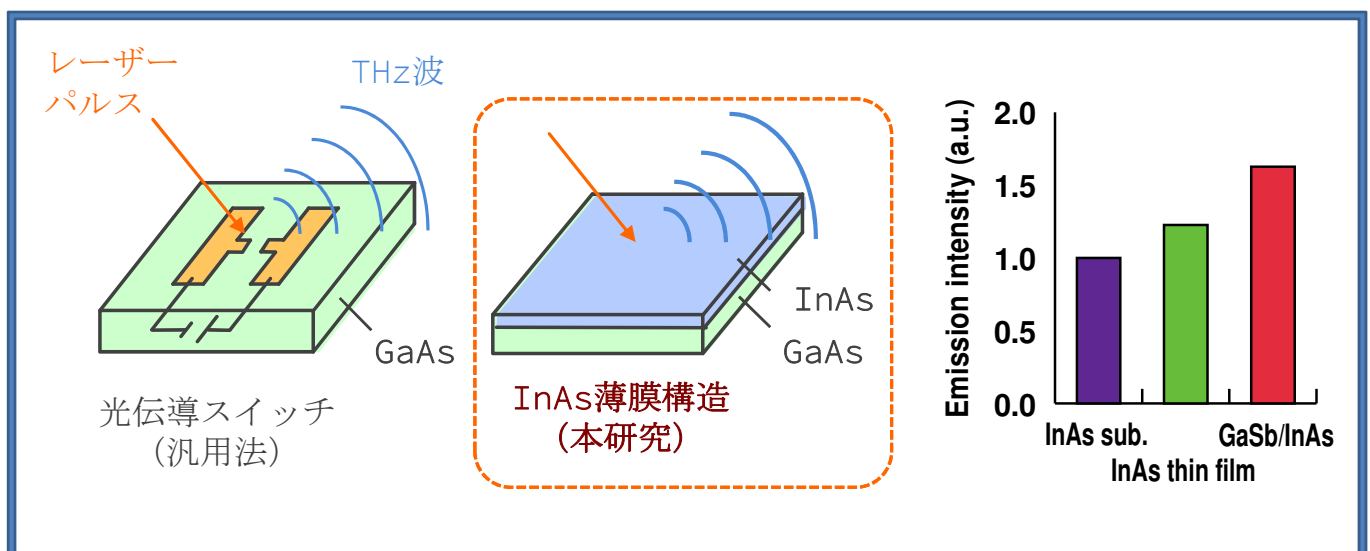 レーザー
パルス
THz波
GaAs
光伝導スイッチ
(汎用法)
InAs
GaAs
InAs薄膜構造
(本研究)
Emission intensity (a.u.)
2.0
1.5
1.0
0.5
0.0
InAs sub.
GaSb/InAs
InAs thin film